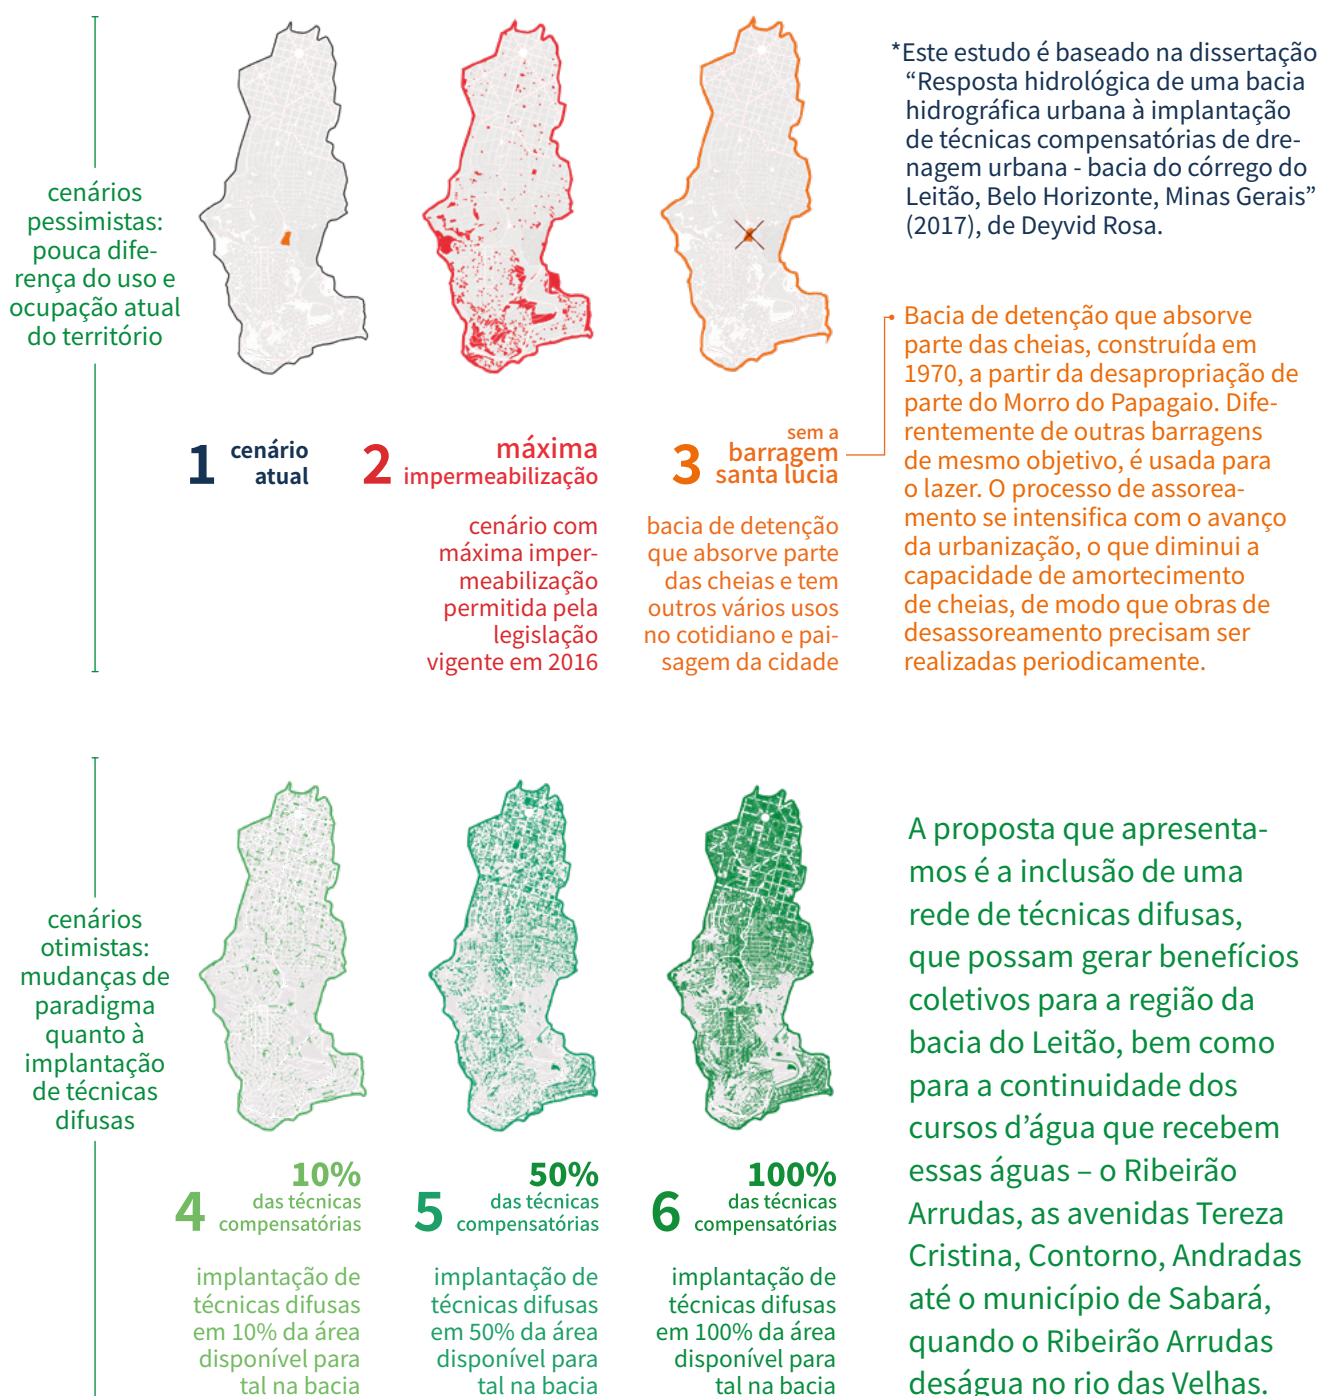 cenários
pessimistas:
pouca dife-
rença do uso e
ocupação atual
do território
1 cenário
atual
2 máxima
impermeabilização
cenário com
máxima imper-
meabilização
permitida pela
legislação
vigente em 2016
3 sem a
barragem
santa lúcia
bacia de detenção
que absorve parte
das cheias e tem
outros vários usos
no cotidiano e pai-
sagem da cidade
*Este estudo é baseado na dissertação
“Resposta hidrológica de uma bacia
hidrográfica urbana à implantação
de técnicas compensatórias de dre-
nagem urbana - bacia do córrego do
Leitão, Belo Horizonte, Minas Gerais”
(2017), de Deyvid Rosa.
Bacia de detenção que absorve
parte das cheias, construída em
1970, a partir da desapropriação de
parte do Morro do Papagaio. Dife-
rentemente de outras barragens
de mesmo objetivo, é usada para
o lazer. O processo de assorea-
mento se intensifica com o avanço
da urbanização, o que diminui a
capacidade de amortecimento
de cheias, de modo que obras de
desassoreamento precisam ser
realizadas periodicamente.
cenários
otimistas:
mudanças de
paradigma
quanto à
implantação
de técnicas
difusas
4 10%
das técnicas
compensatórias
implantação de
técnicas difusas
em 10% da área
disponível para
tal na bacia
5 50%
das técnicas
compensatórias
implantação de
técnicas difusas
em 50% da área
disponível para
tal na bacia
6 100%
das técnicas
compensatórias
implantação de
técnicas difusas
em 100% da área
disponível para
tal na bacia
A proposta que apresenta-
mos é a inclusão de uma
rede de técnicas difusas,
que possam gerar benefícios
coletivos para a região da
bacia do Leitão, bem como
para a continuidade dos
cursos d’água que recebem
essas águas – o Ribeirão
Arrudas, as avenidas Tereza
Cristina, Contorno, Andradas
até o município de Sabará,
quando o Ribeirão Arrudas
deságua no rio das Velhas.